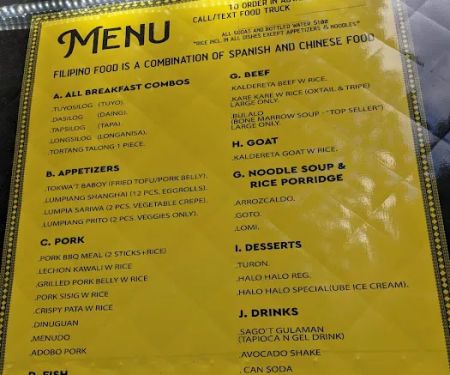 TO ORDER IN
CALL/TEXT FOOD TRUCK
MENU
ALL SODAS AND BOTTLED WATER
"RICE INCL IN ALL DISHES EXCEPT APPETIZERS & NOODLES"
FILIPINO FOOD IS A COMBINATION OF SPANISH AND CHINESE FOOD
A. ALL BREAKFAST COMBOS
.TUYOSILOG (TUYO).
.DASILOG (DAING).
.TAPSILOG (TAPA).
.LONGSILOG (LONGANISA).
.TORTANG TALONG 1 PIECE.
B. APPETIZERS
.TOKWA'T BABOY (FRIED TOFU/PORK BELLY).
.LUMPIANG SHANGHAI (12 PCS. EGGROLLS).
.LUMPIA SARIWA (2 PCS. VEGETABLE CREPE).
.LUMPIANG PRITO (2 PCS. VEGGIES ONLY).
C. PORK
.PORK BBQ MEAL (2 STICKS+RICE)
.LECHON KAWALI W RICE
.GRILLED PORK BELLY W RICE
.PORK SISIG W RICE
.CRISPY PATA W RICE
.DINUGUAN
.MENUDO
.ADOBO PORK
D. FISH
G. BEEF
.KALDERETA BEEF W RICE.
.KARE KARE W RICE (OXTAIL & TRIPE)
LARGE ONLY.
.BULALO
(BONE MARROW SOUP - "TOP SELLER")
LARGE ONLY.
H. GOAT
.KALDERETA GOAT W RICE.
G. NOODLE SOUP &
RICE PORRIDGE
.ARROZCALDO.
.GOTO.
.LOMI.
I. DESSERTS
.TURON.
.HALO HALO REG.
.HALO HALO SPECIAL(UBE ICE CREAM).
J. DRINKS
.SAGO'T GULAMAN
(TAPIOCA N GEL DRINK)
.AVOCADO SHAKE
.CAN SODA